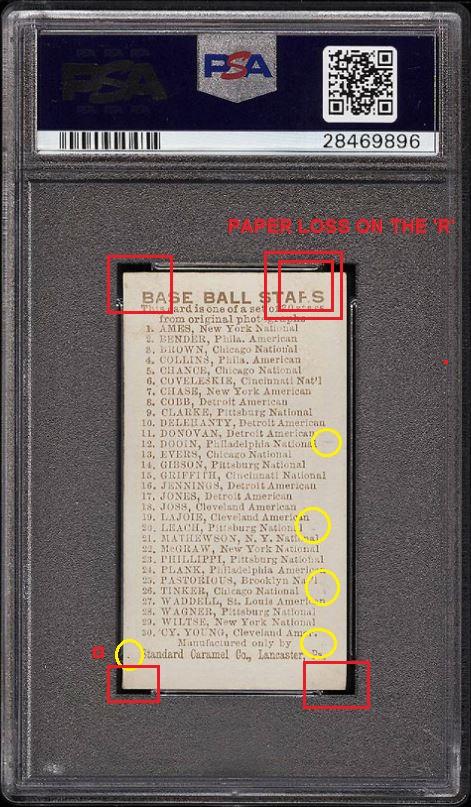 PSA
PSA
28469896
PAPER LOSS ON THE 'R'
BASE BALL STARS
This card is one of a set of 30 stars
from original photographs
1. AMES, New York National
2. BENDER, Phila. American
3. BROWN, Chicago National
4. COLLINS, Phila. American
5. CHANCE, Chicago National
6. COVELESKIE, Cincinnati Nat'l
7. CHASE, New York American
8. COBB, Detroit American
9. CLARKE, Pittsburg National
10. DELEHANTY, Detroit American
11. DONOVAN, Detroit American
12. DOOIN, Philadelphia National
13. EVERS, Chicago National
14. GIBSON, Pittsburg National
15. GRIFFITH, Cincinnati National
16. JENNINGS, Detroit American
17. JONES, Detroit American
18. JOSS, Cleveland American
19. LAJOIE, Cleveland American
20. LEACH, Pittsburg National
21. MATHEWSON, N. Y. National
22. McGRAW, New York National
23. PHILLIPPI, Pittsburg National
24. PLANK, Philadelphia American
25. PASTORIOUS, Brooklyn Na'l
26. TINKER, Chicago National
27. WADDELL, St. Louis American
28. WAGNER, Pittsburg National
29. WILTSE, New York National
30. CY. YOUNG, Cleveland Amer.
Manufactured only by
Standard Caramel Co., Lancaster, Pa.